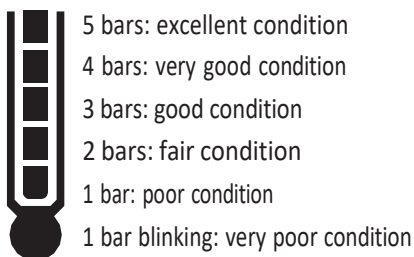 5 bars: excellent condition
4 bars: very good condition
3 bars: good condition
2 bars: fair condition
1 bar: poor condition
1 bar blinking: very poor condition